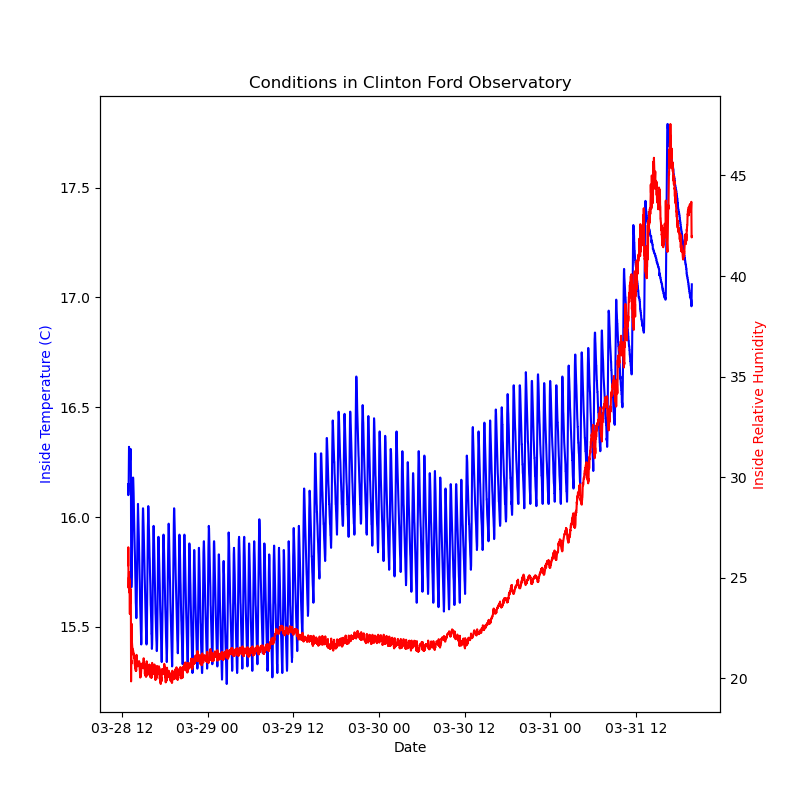 Conditions in Clinton Ford Observatory
Inside Temperature (C)
17.5
17.0
16.5
16.0
15.5
45
40
35
30
25
20
Inside Relative Humidity
03-28 12 03-29 00 03-29 12 03-30 00 03-30 12 03-31 00 03-31 12
Date